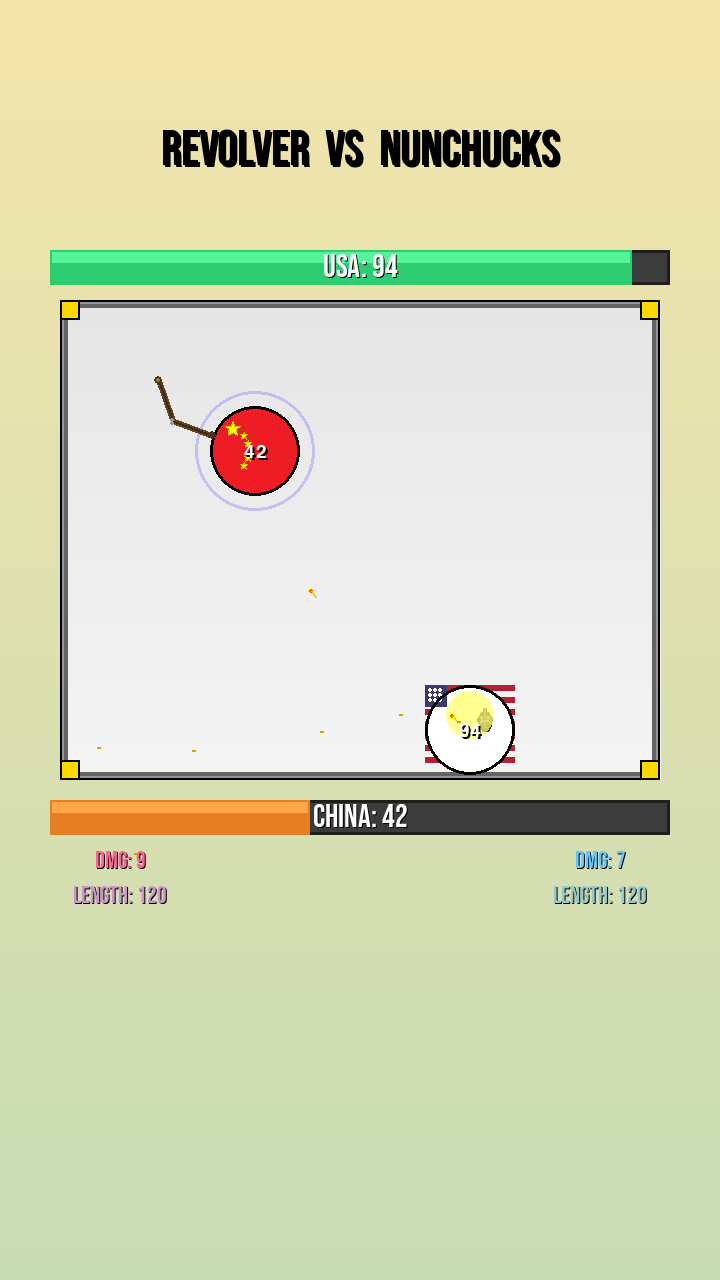 REVOLVER VS NUNCHUCKS
USA: 94
42
94
CHINA: 42
DMG: 9
DMG: 7
LENGTH: 120
LENGTH: 120